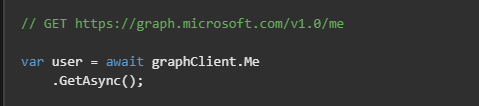 // GET https://graph.microsoft.com/v1.0/me
var user = await graphClient.Me
.GetAsync();